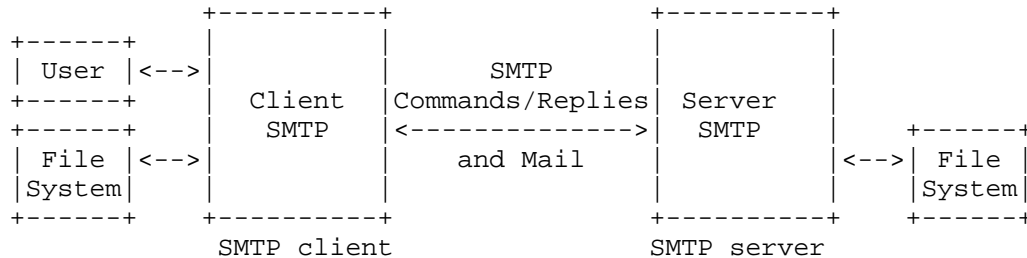 +----------+                +----------+
+------+    |          |                |          |
| User |<-->|          |      SMTP      |          |
+------+    |  Client  |Commands/Replies|  Server  |
+------+    |   SMTP   |<-------------->|   SMTP   |    +------+
| File |<-->|          |    and Mail    |          |<-->| File |
|System|    |          |                |          |    |System|
+------+    +----------+                +----------+    +------+
SMTP client                SMTP server